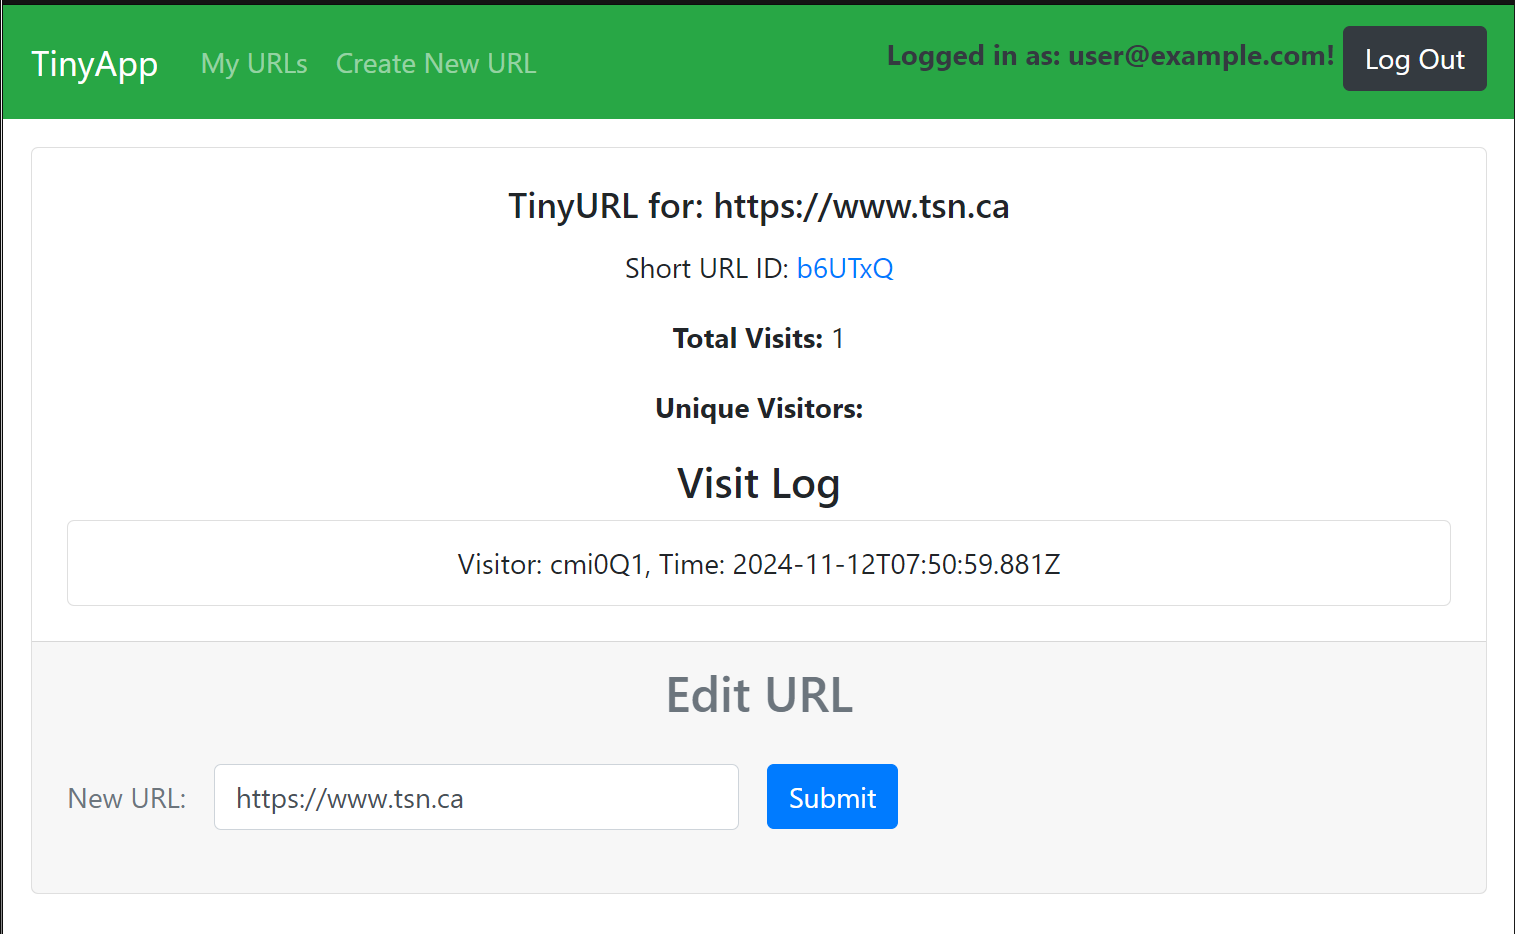 TinyApp My URLs Create New URL Logged in as: user@example.com! Log Out
TinyURL for: https://www.tsn.ca
Short URL ID: b6UTxQ
Total Visits: 1
Unique Visitors:
Visit Log
Visitor: cmi0Q1, Time: 2024-11-12T07:50:59.881Z
Edit URL
New URL: https://www.tsn.ca Submit